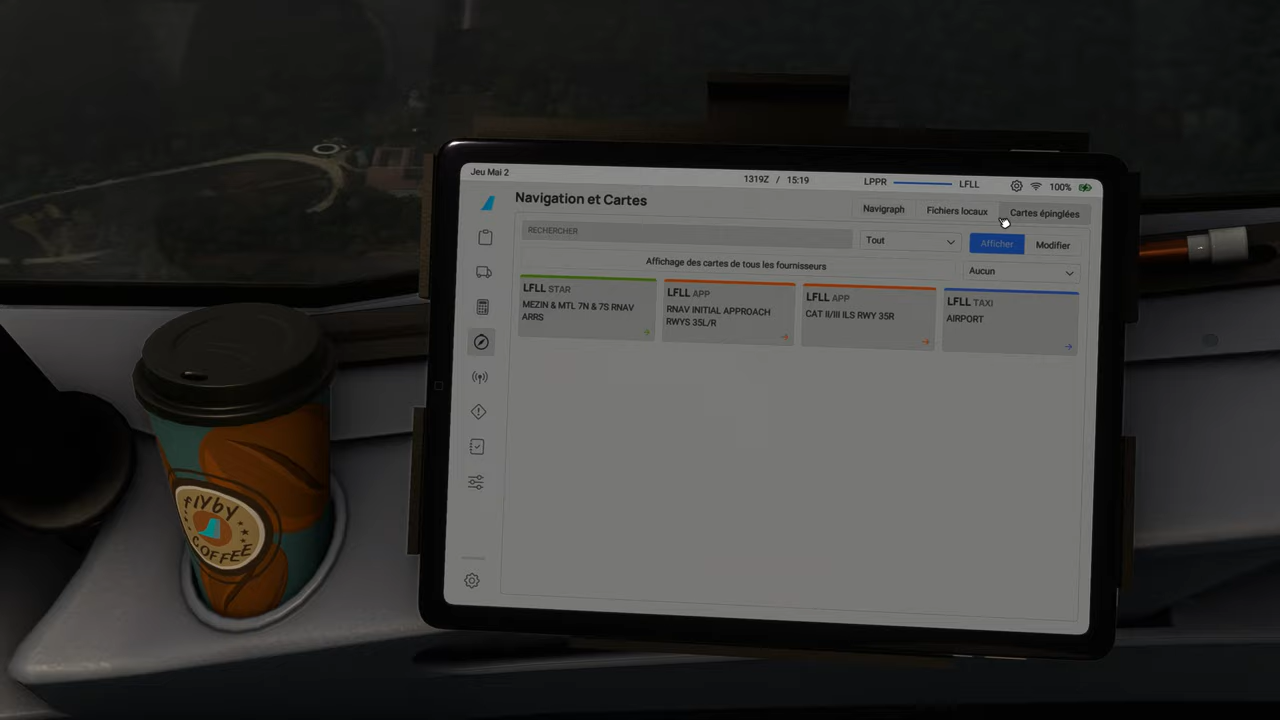 Jeu Mai 2
1319Z / 15:19
LPPR
LFLL
100%
Navigation et Cartes
Navigraph
Fichiers locaux
Cartes épinglées
RECHERCHER
Tout
Afficher
Modifier
Affichage des cartes de tous les fournisseurs
Aucun
LFLL STAR
MEZIN & MTL 7N & 7S RNAV
ARRS
LFLL APP
RNAV INITIAL APPROACH
RWYS 35L/R
LFLL APP
CAT II/III ILS RWY 35R
LFLL TAXI
AIRPORT
flyby
COFFEE